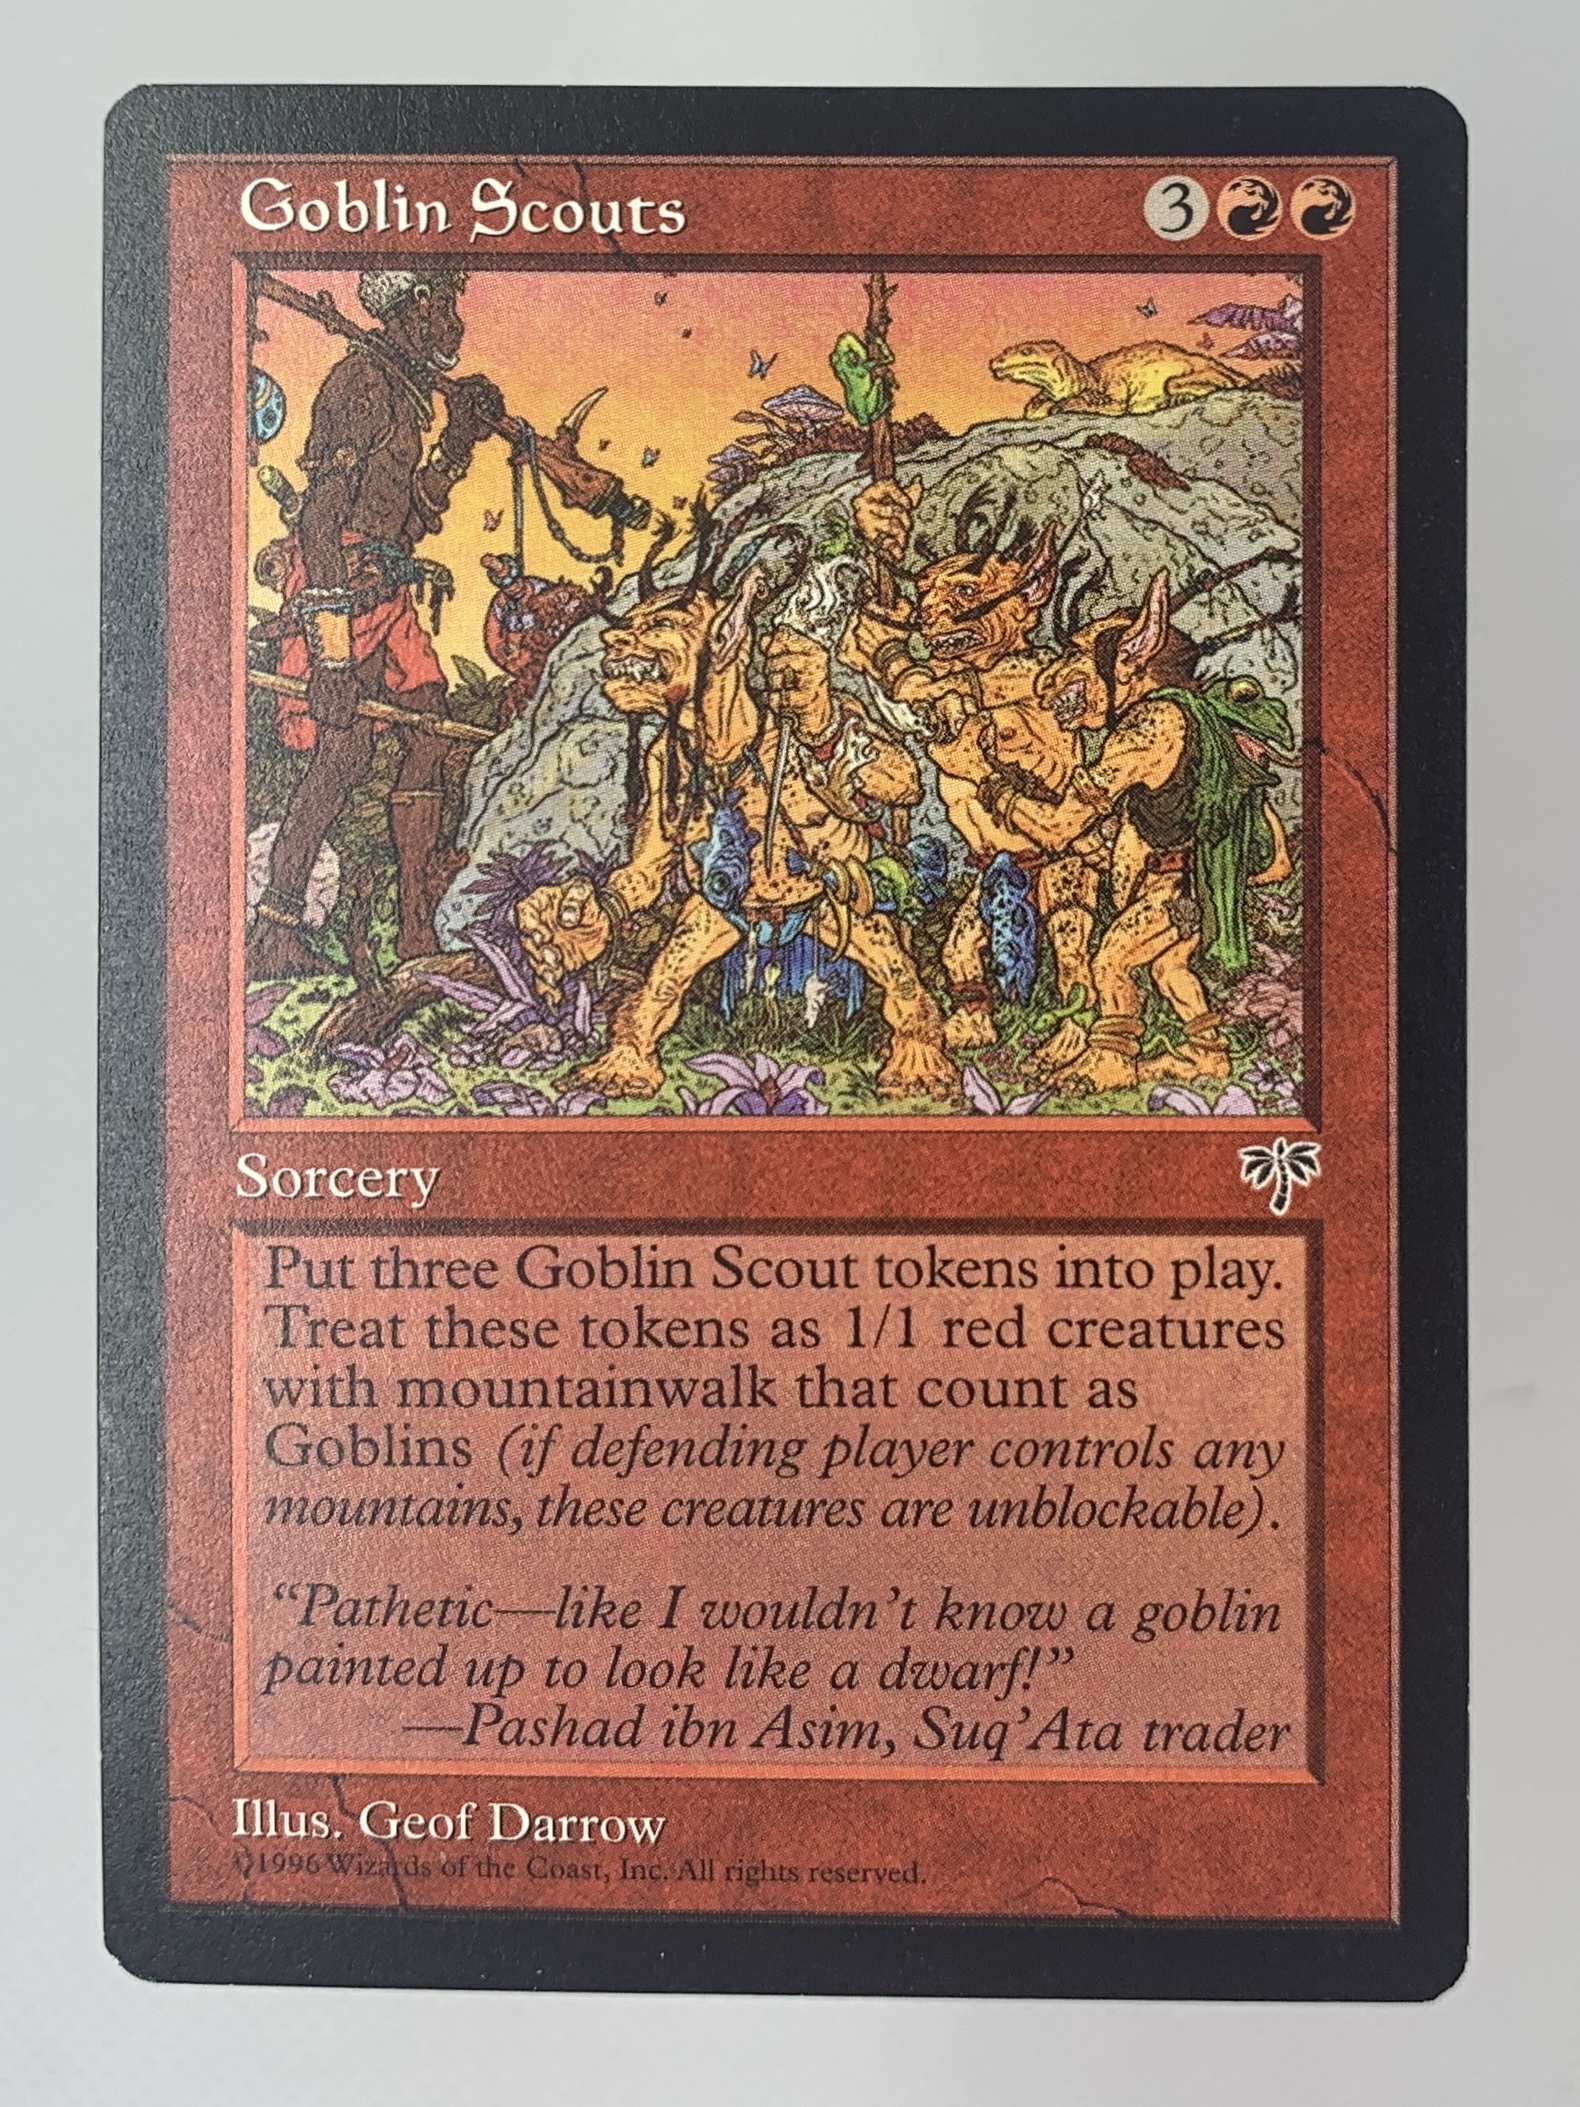 Goblin Scouts
3
Sorcery
Put three Goblin Scout tokens into play.
Treat these tokens as 1/1 red creatures
with mountainwalk that count as
Goblins (if defending player controls any
mountains, these creatures are unblockable).
“Pathetic—like I wouldn’t know a goblin
painted up to look like a dwarf!”
—Pashad ibn Asim, Suq’Ata trader
Illus. Geof Darrow
©1996 Wizards of the Coast, Inc. All rights reserved.